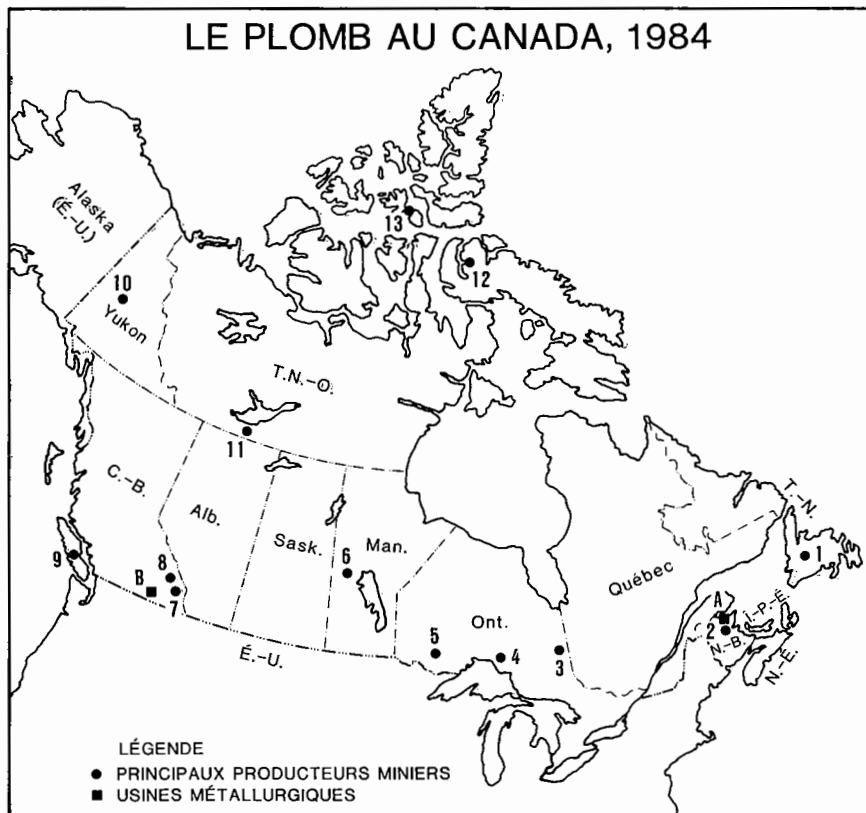 LE PLOMB AU CANADA, 1984
Alaska
(É.-U.)
13
12
10
Yukon
T.N.-O.
11
C.-B.
Alb.
Sask.
Man.
Québec
T.-N.
9
8
B
7
6
1
Ont.
A
Î.-P.-É.
2
N.-B.
N.-É.
5
4
3
É.-U.
LÉGENDE
PRINCIPAUX PRODUCTEURS MINIERS
USINES MÉTALLURGIQUES